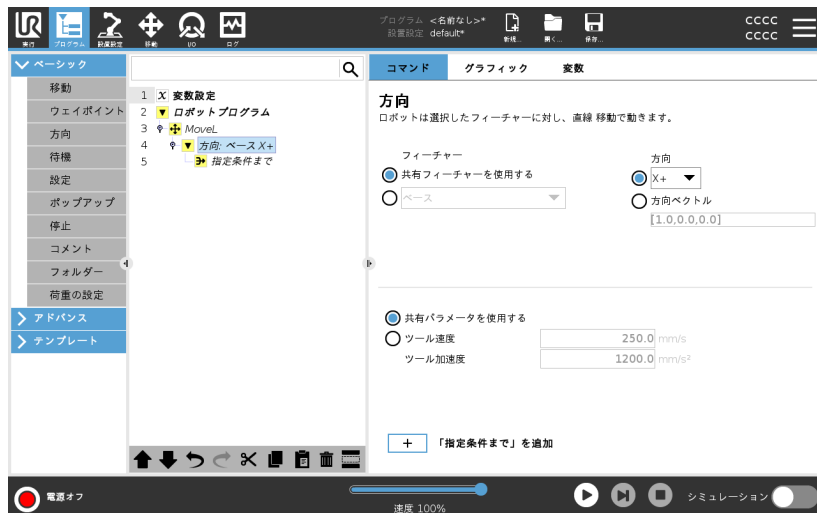 実行
プログラム
設置設定
移動
I/O
ログ
プログラム <名前なし>*
設置設定 default*
新規...
開く...
保存...
CCCC
CCCC
ベーシック
移動
ウェイポイント
方向
待機
設定
ポップアップ
停止
コメント
フォルダー
荷重の設定
アドバンス
テンプレート
1 X 変数設定
2 ロボットプログラム
3 MoveL
4 方向: ベース X+
5 指定条件まで
コマンド グラフィック 変数
方向
ロボットは選択したフィーチャーに対し、直線 移動で動きます。
フィーチャー
共有フィーチャーを使用する
ベース
方向
X+
方向ベクトル
[1.0,0.0,0.0]
共有パラメータを使用する
ツール速度 250.0 mm/s
ツール加速度 1200.0 mm/s²
+ 「指定条件まで」を追加
電源オフ
速度 100%
シミュレーション